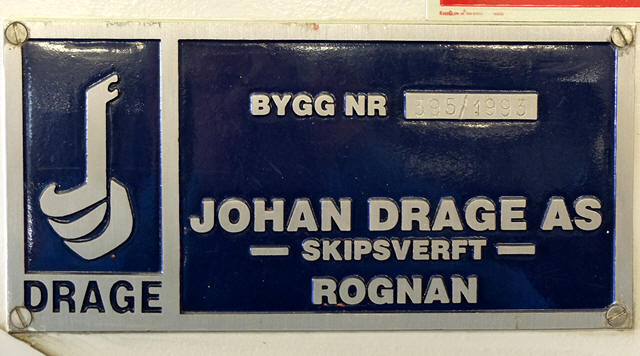 BYGG NR 395/1993
JOHAN DRAGE AS
— SKIPSVERFT —
ROGNAN
DRAGE